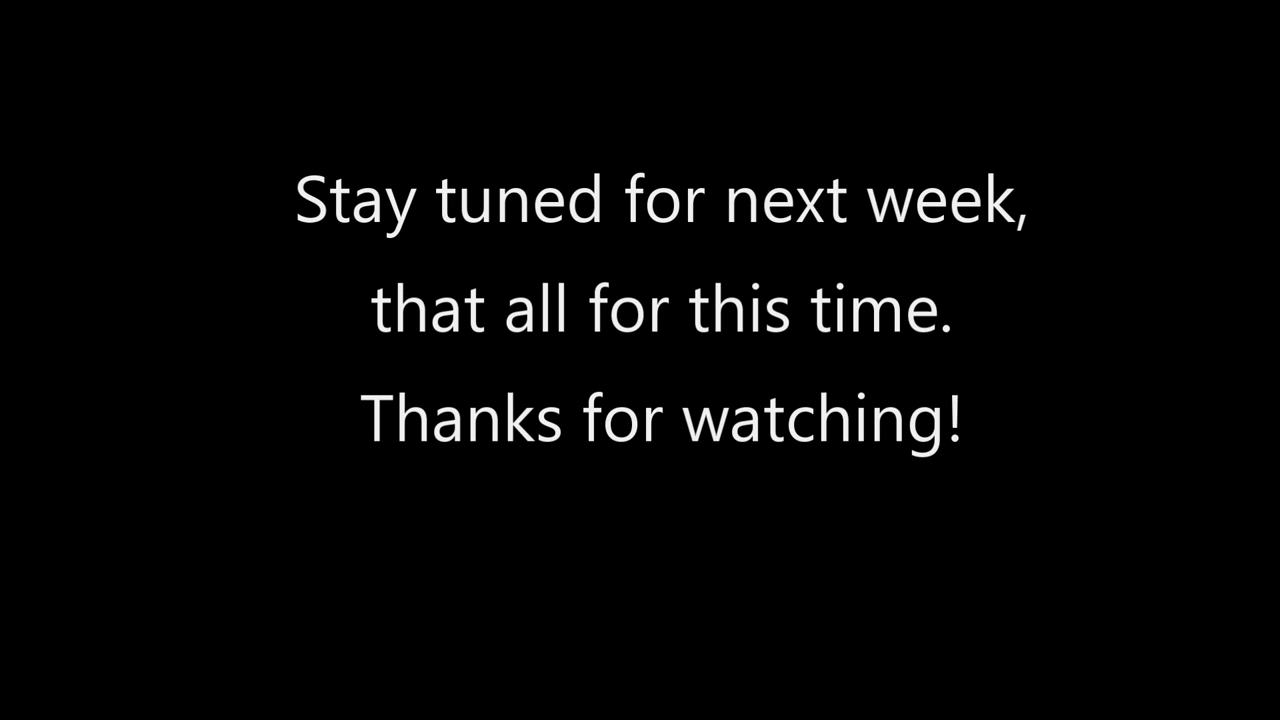 Stay tuned for next week,
that all for this time.
Thanks for watching!